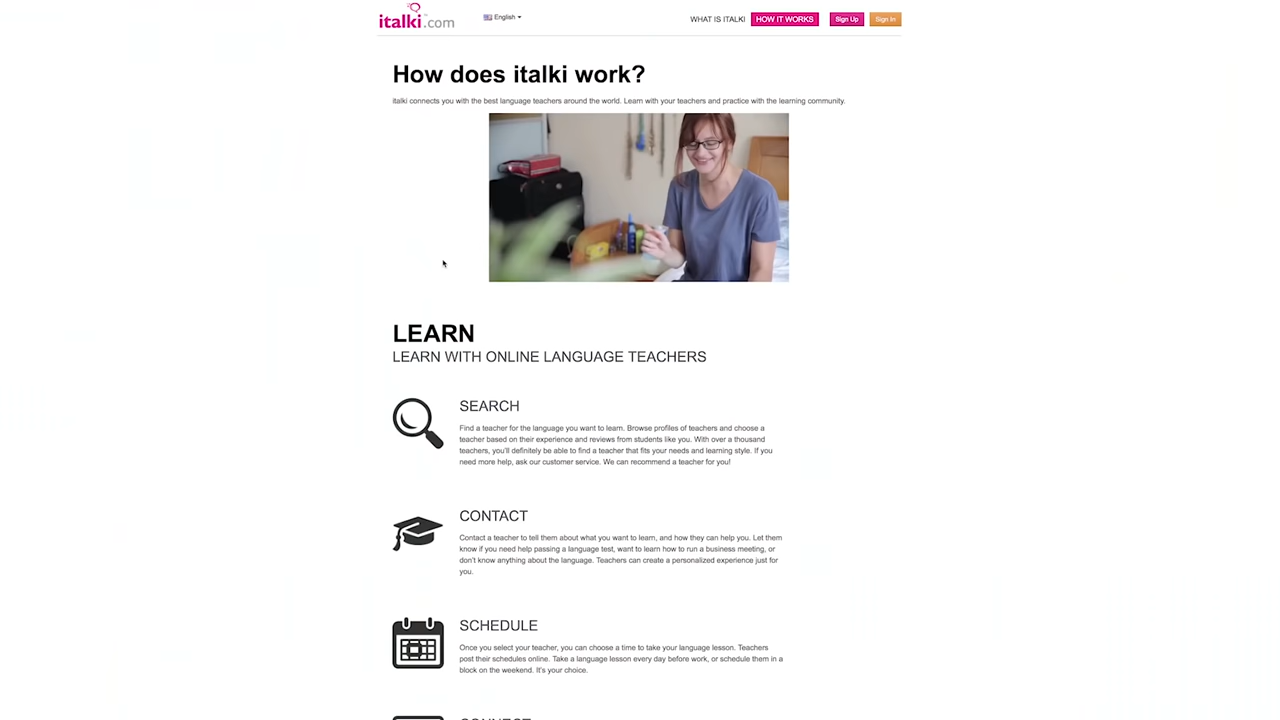 italki.com
English
WHAT IS ITALKI
HOW IT WORKS
Sign Up
Sign In
How does italki work?
italki connects you with the best language teachers around the world. Learn with your teachers and practice with the learning community.
LEARN
LEARN WITH ONLINE LANGUAGE TEACHERS
SEARCH
Find a teacher for the language you want to learn. Browse profiles of teachers and choose a
teacher based on their experience and reviews from students like you. With over a thousand
teachers, you'll definitely be able to find a teacher that fits your needs and learning style. If you
need more help, ask our customer service. We can recommend a teacher for you!
CONTACT
Contact a teacher to tell them about what you want to learn, and how they can help you. Let them
know if you need help passing a language test, want to learn how to run a business meeting, or
don't know anything about the language. Teachers can create a personalized experience just for
you.
SCHEDULE
Once you select your teacher, you can choose a time to take your language lesson. Teachers
post their schedules online. Take a language lesson every day before work, or schedule them in a
block on the weekend. It's your choice.